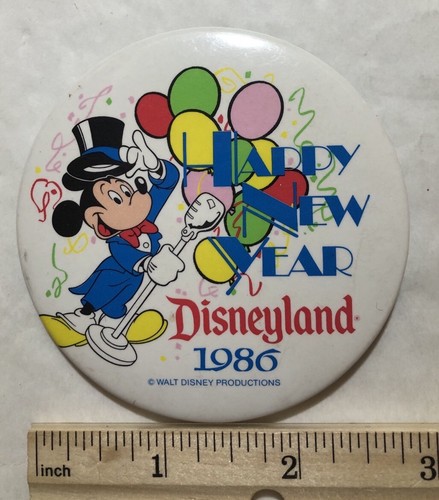 HAPPY
NEW
YEAR
Disneyland
1986
© WALT DISNEY PRODUCTIONS
inch 1 2 3